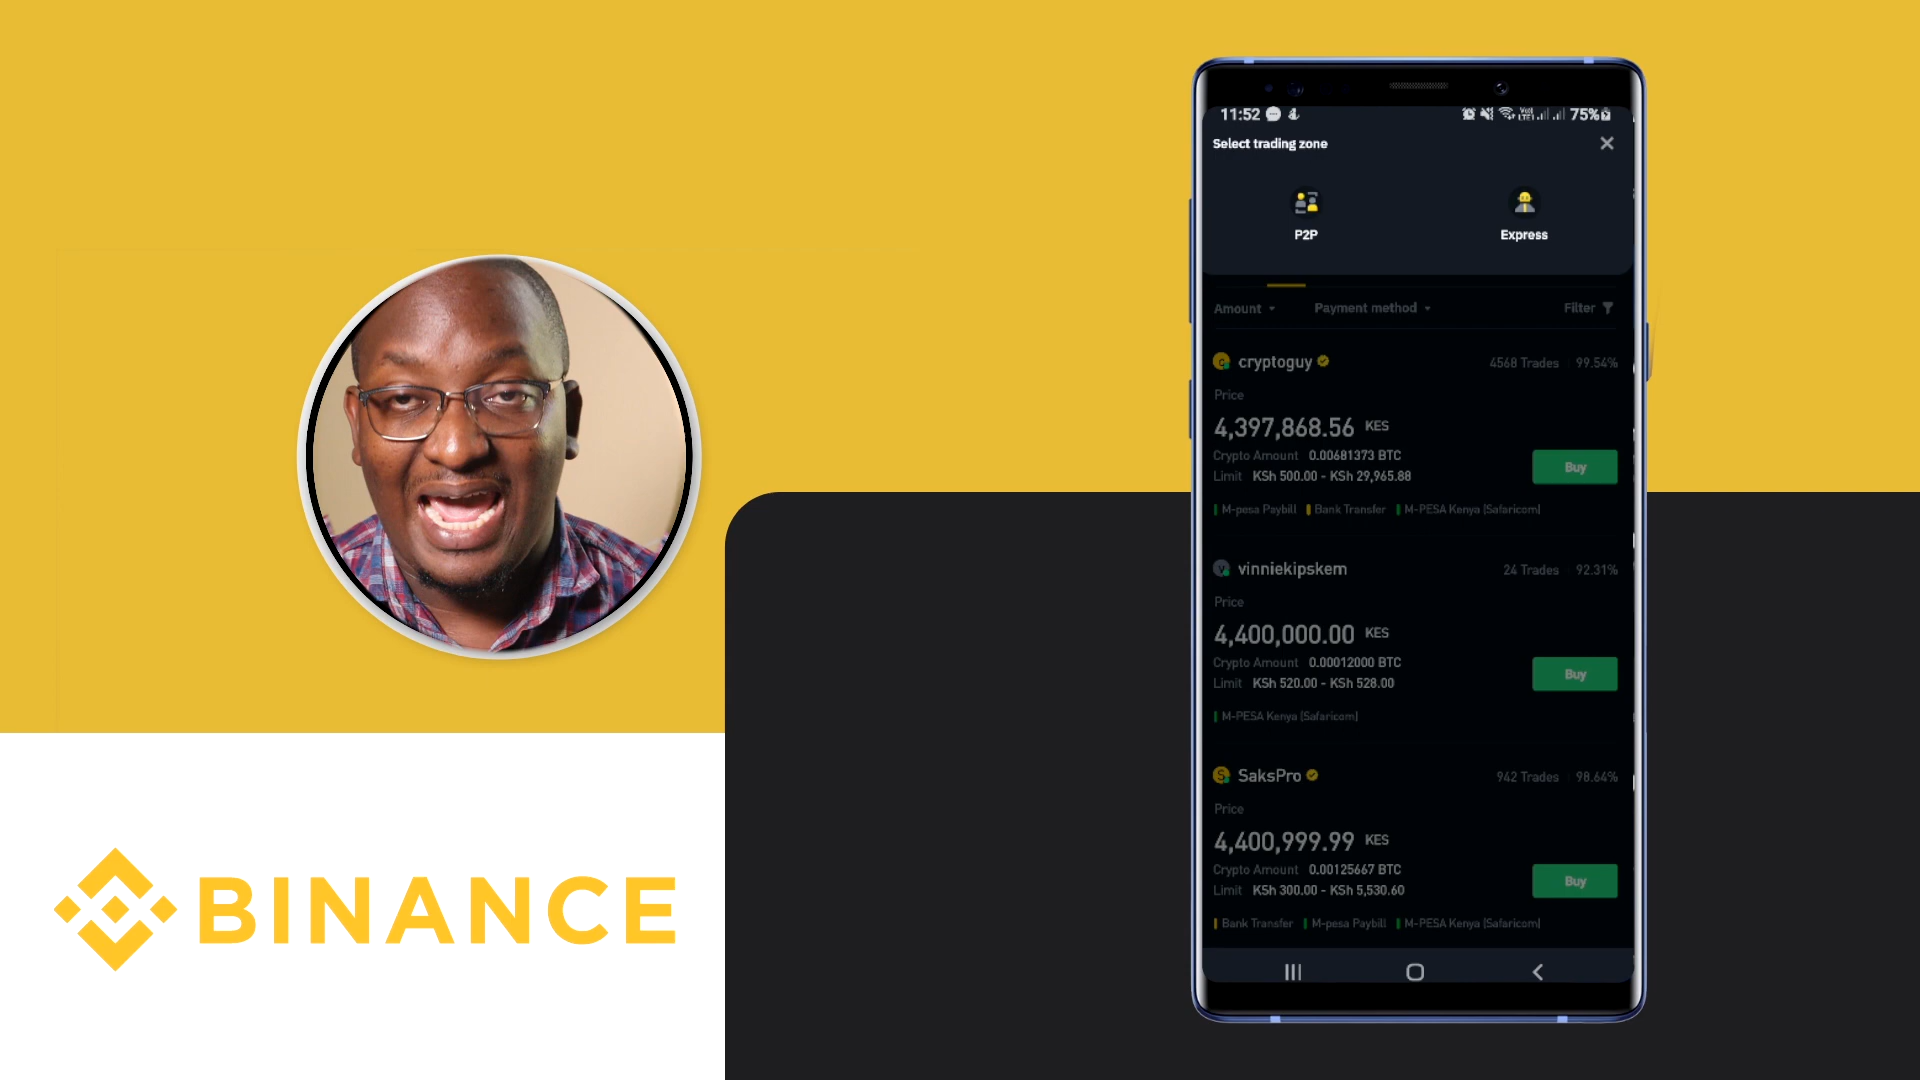 BINANCE
11:52
75%
Select trading zone
P2P
Express
Amount
Payment method
Filter
cryptoguy
4568 Trades
99.54%
Price
4,397,868.56 KES
Crypto Amount 0.00681373 BTC
Limit KSh 500.00 - KSh 29,965.88
Buy
M-pesa Paybill Bank Transfer M-PESA Kenya (Safaricom)
vinniekipskem
24 Trades
92.31%
Price
4,400,000.00 KES
Crypto Amount 0.00012000 BTC
Limit KSh 520.00 - KSh 528.00
Buy
M-PESA Kenya (Safaricom)
SaksPro
942 Trades
98.64%
Price
4,400,999.99 KES
Crypto Amount 0.00125667 BTC
Limit KSh 300.00 - KSh 5,530.60
Buy
Bank Transfer M-pesa Paybill M-PESA Kenya (Safaricom)